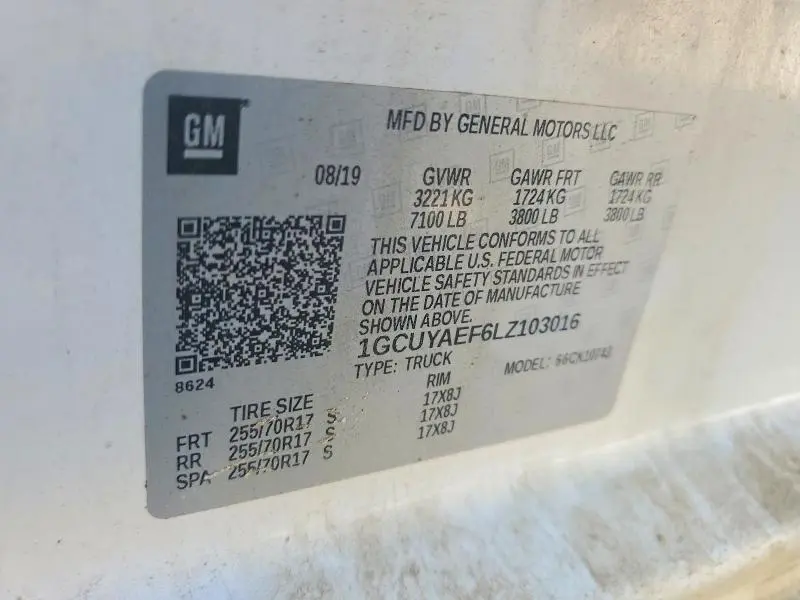 GM
MFD BY GENERAL MOTORS LLC
08/19 GVWR GAWR FRT GAWR RR
3221 KG 1724 KG 1724 KG
7100 LB 3800 LB 3800 LB
THIS VEHICLE CONFORMS TO ALL
APPLICABLE U.S. FEDERAL MOTOR
VEHICLE SAFETY STANDARDS IN EFFECT
ON THE DATE OF MANUFACTURE
SHOWN ABOVE.
1GCUYAEF6LZ103016
TYPE: TRUCK MODEL:
8624
TIRE SIZE RIM
FRT 255/70R17 S 17X8J
RR 255/70R17 S 17X8J
SPA 255/70R17 S 17X8J